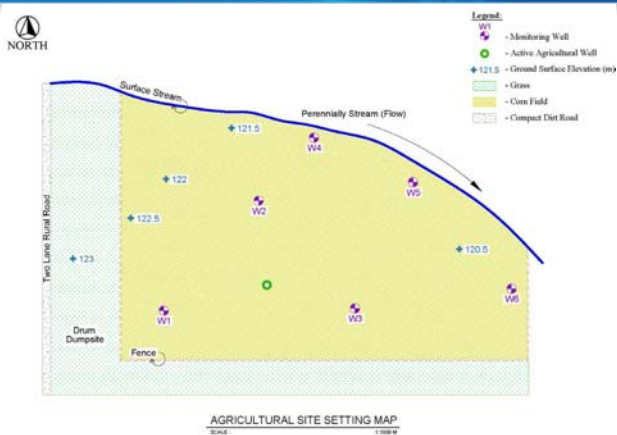 NORTH
Legend:
W1
- Monitoring Well
- Active Agricultural Well
121.5 - Ground Surface Elevation (m)
- Grass
- Corn Field
- Compact Dirt Road
Surface Stream
Perennially Stream (Flow)
121.5
W4
122
W5
W2
122.5
Two Lane Rural Road
120.5
123
W6
W1
W3
Drum
Dumpsite
Fence
AGRICULTURAL SITE SETTING MAP
SCALE :